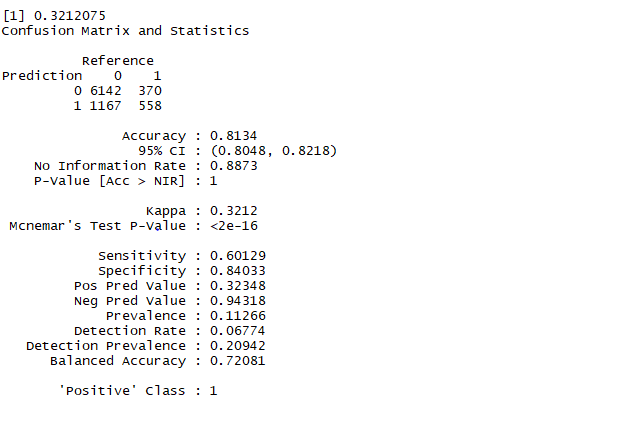 [1] 0.3212075
Confusion Matrix and Statistics
Reference
Prediction 0 1
0 6142 370
1 1167 558
Accuracy : 0.8134
95% CI : (0.8048, 0.8218)
No Information Rate : 0.8873
P-Value [Acc > NIR] : 1
Kappa : 0.3212
Mcnemar's Test P-Value : <2e-16
Sensitivity : 0.60129
Specificity : 0.84033
Pos Pred Value : 0.32348
Neg Pred Value : 0.94318
Prevalence : 0.11266
Detection Rate : 0.06774
Detection Prevalence : 0.20942
Balanced Accuracy : 0.72081
'Positive' Class : 1